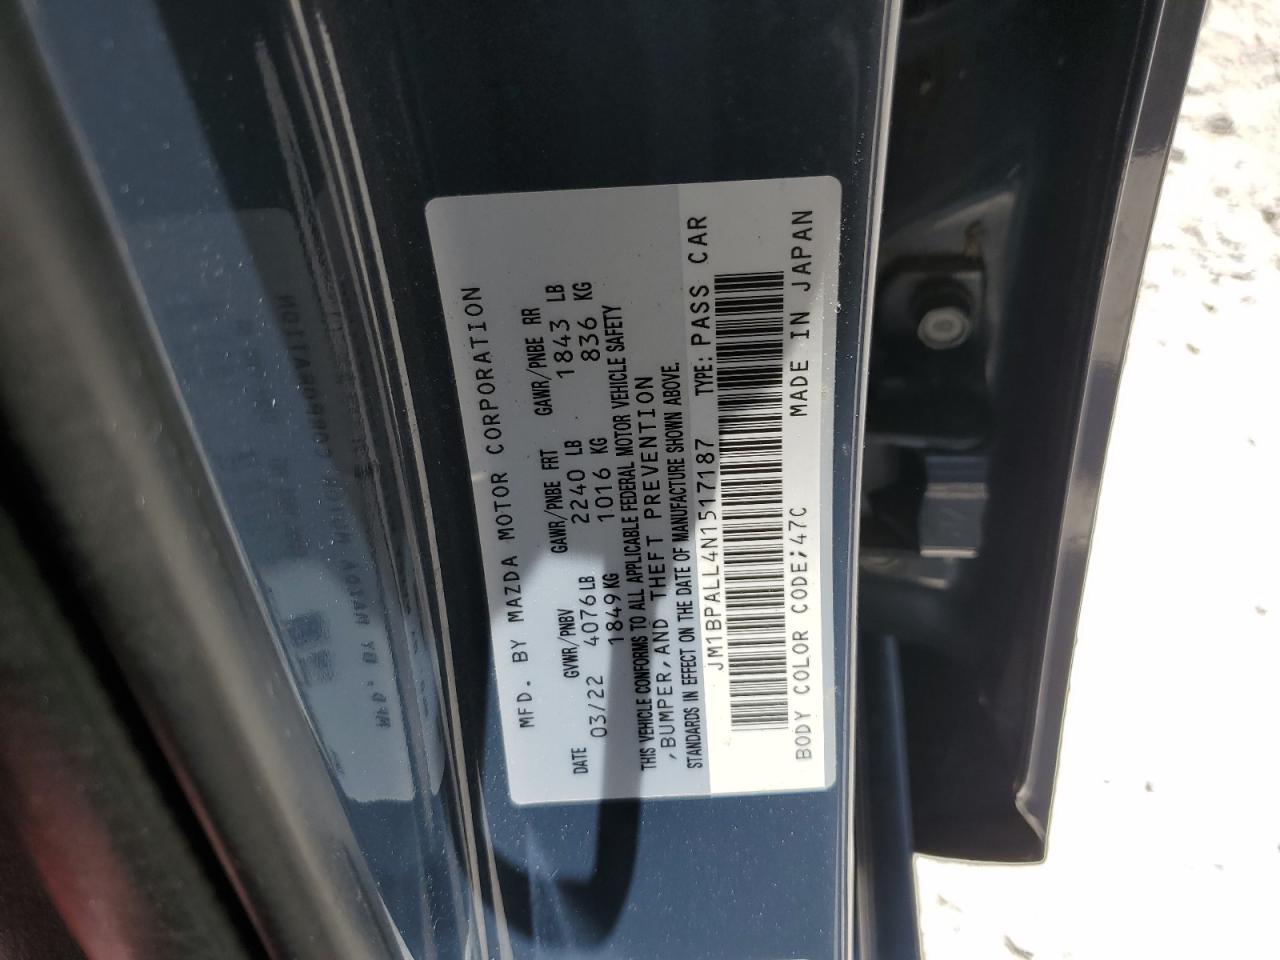 MFD. BY MAZDA MOTOR CORPORATION
DATE GVWR/PNBV GAWR/PNBE FRT GAWR/PNBE RR
03/22 4076LB 2240 LB 1843 LB
1849KG 1016 KG 836 KG
THIS VEHICLE CONFORMS TO ALL APPLICABLE FEDERAL MOTOR VEHICLE SAFETY
,BUMPER,AND THEFT PREVENTION
STANDARDS IN EFFECT ON THE DATE OF MANUFACTURE SHOWN ABOVE.
JM1BPALL4N1517187 TYPE: PASS CAR
BODY COLOR CODE;47C MADE IN JAPAN